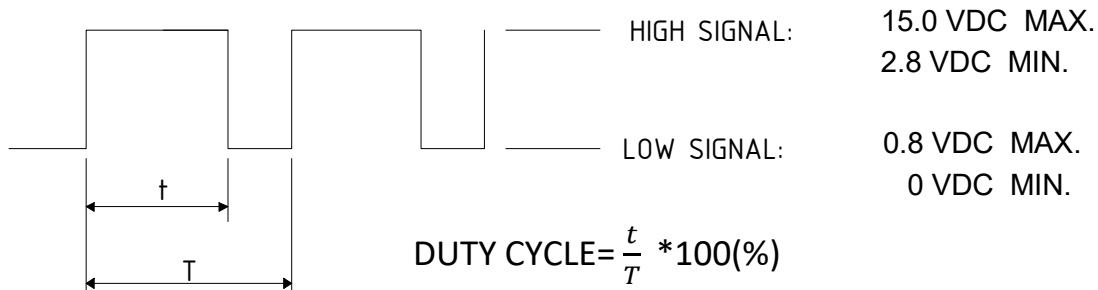 HIGH SIGNAL: 15.0 VDC MAX.
2.8 VDC MIN.
LOW SIGNAL: 0.8 VDC MAX.
0 VDC MIN.
t
T
DUTY CYCLE= t/T *100(%)